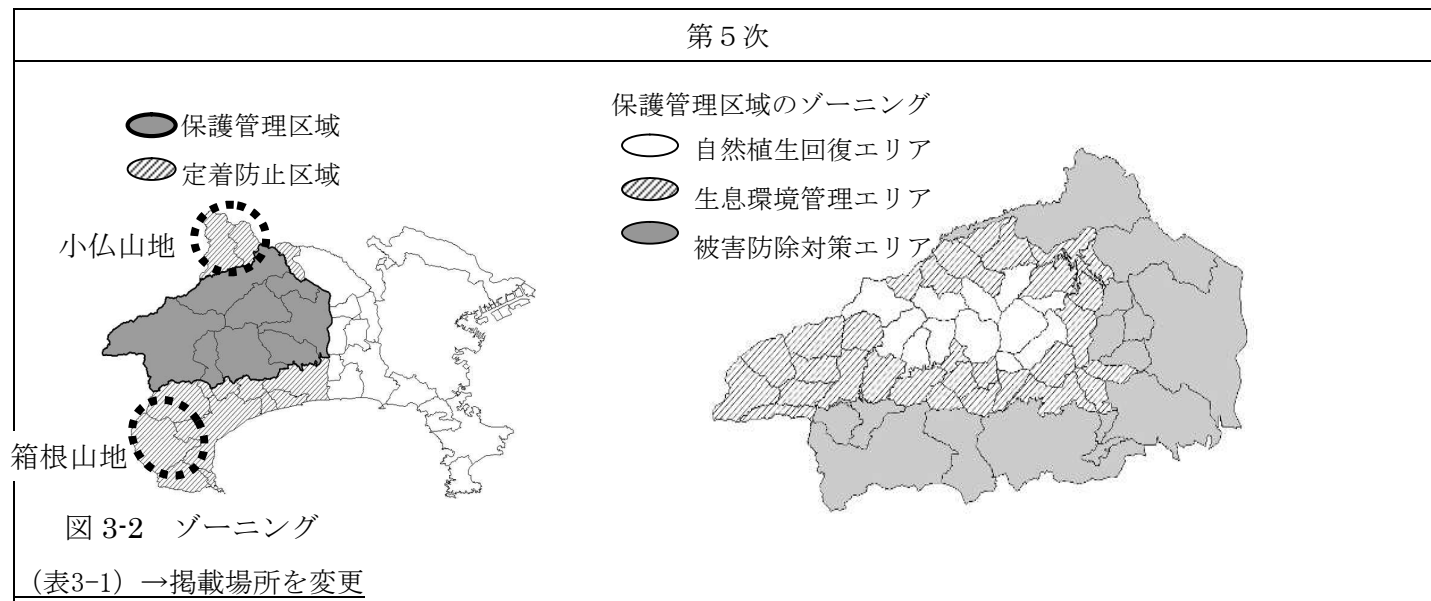 第５次
保護管理区域
定着防止区域
小仏山地
箱根山地
図 3-2　ゾーニング
(表3-1) →掲載場所を変更
保護管理区域のゾーニング
自然植生回復エリア
生息環境管理エリア
被害防除対策エリア